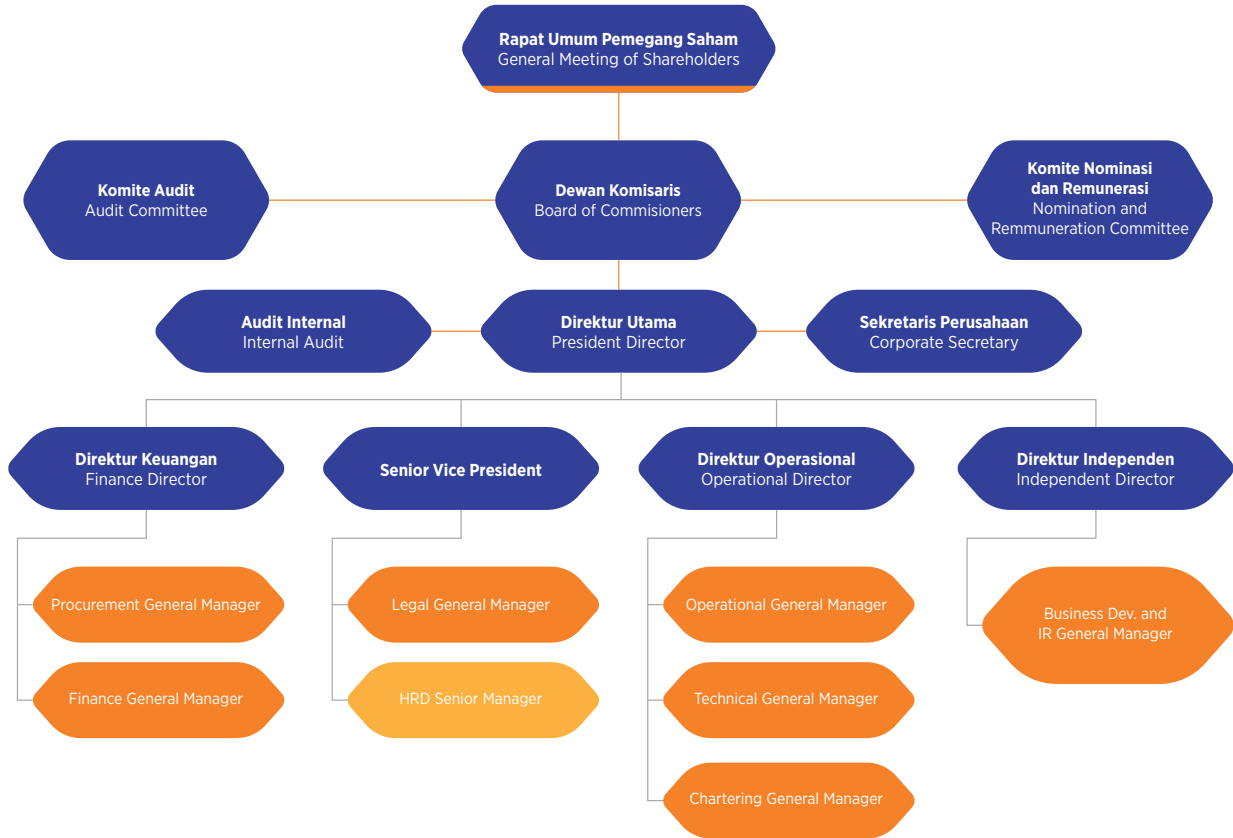 Rapat Umum Pemegang Saham
General Meeting of Shareholders
Komite Audit
Audit Committee
Dewan Komisaris
Board of Commisioners
Komite Nominasi
dan Remunerasi
Nomination and
Remmuneration Committee
Audit Internal
Internal Audit
Direktur Utama
President Director
Sekretaris Perusahaan
Corporate Secretary
Direktur Keuangan
Finance Director
Senior Vice President
Direktur Operasional
Operational Director
Direktur Independen
Independent Director
Procurement General Manager
Legal General Manager
Operational General Manager
Business Dev. and
IR General Manager
Finance General Manager
HRD Senior Manager
Technical General Manager
Chartering General Manager